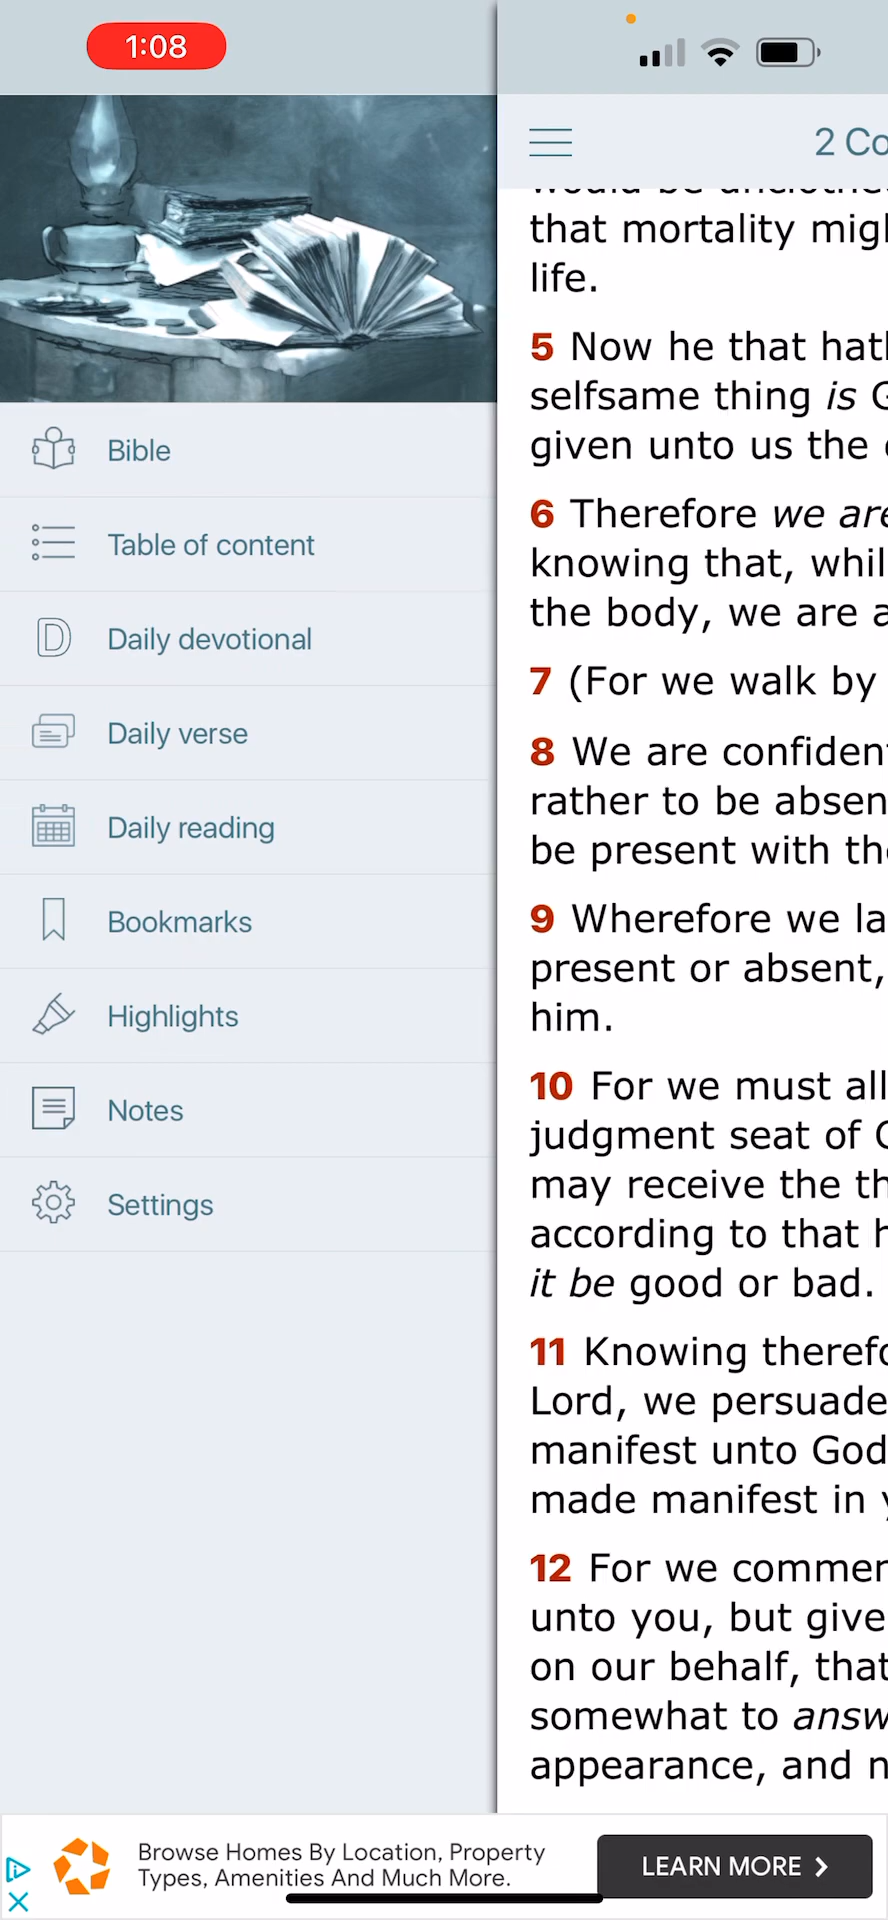 1:08
2 Co
that mortality migh
life.
5 Now he that hath
selfsame thing is G
given unto us the
6 Therefore we are
knowing that, whil
the body, we are a
7 (For we walk by
8 We are confident
rather to be absen
be present with the
9 Wherefore we la
present or absent,
him.
10 For we must all
judgment seat of C
may receive the th
according to that h
it be good or bad.
11 Knowing therefo
Lord, we persuade
manifest unto God
made manifest in y
12 For we commen
unto you, but give
on our behalf, that
somewhat to answ
appearance, and n
Bible
Table of content
Daily devotional
Daily verse
Daily reading
Bookmarks
Highlights
Notes
Settings
Browse Homes By Location, Property
Types, Amenities And Much More.
LEARN MORE